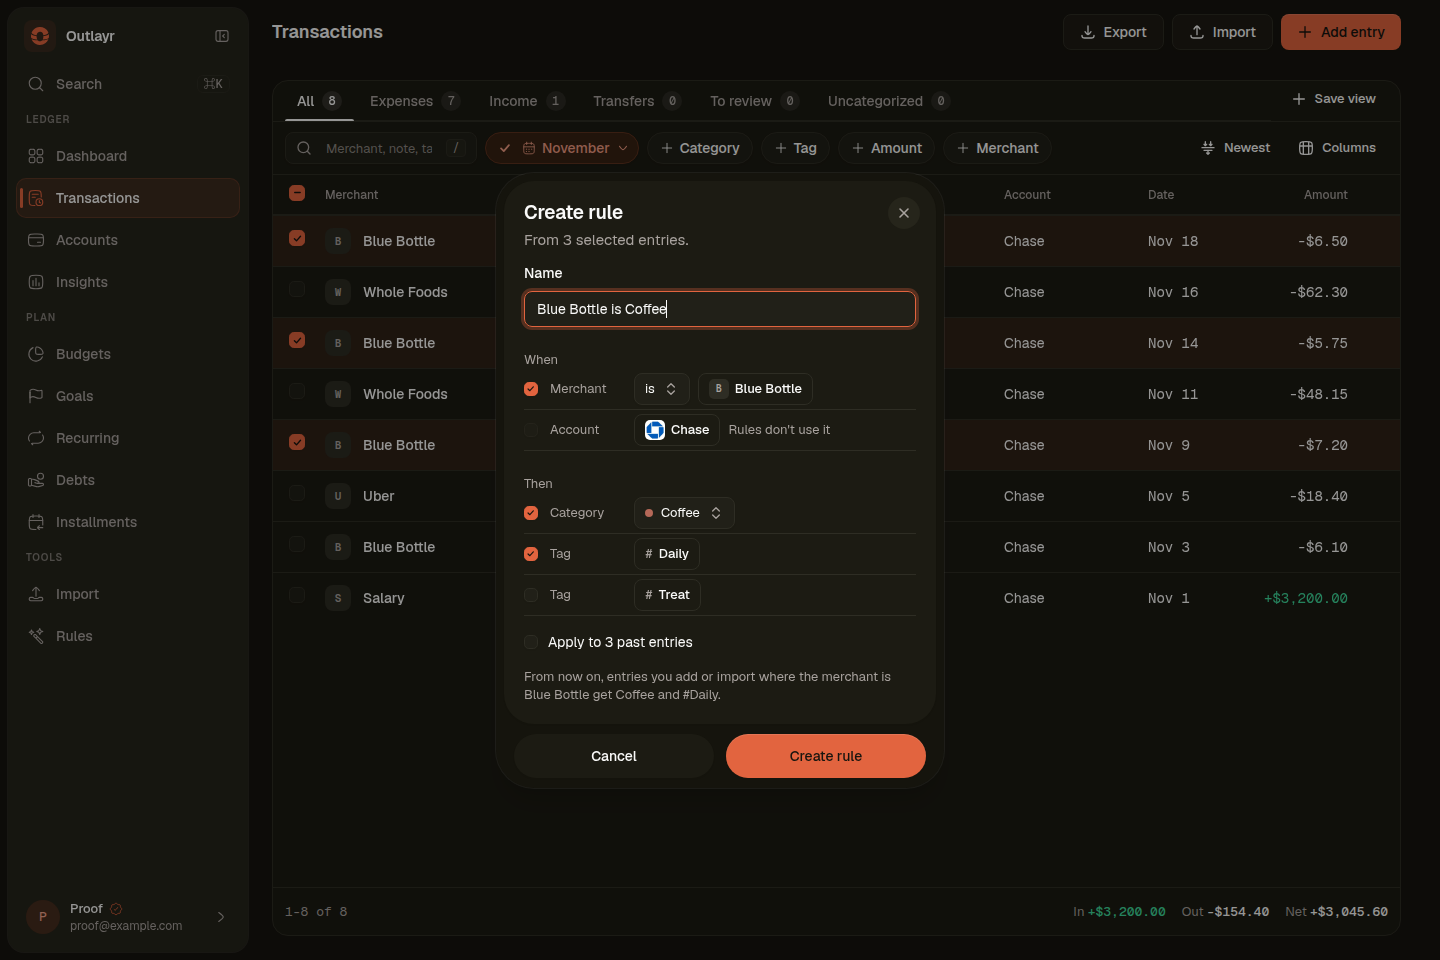 Outlayr
Search
⌘K
LEDGER
Dashboard
Transactions
Accounts
Insights
PLAN
Budgets
Goals
Recurring
Debts
Installments
TOOLS
Import
Rules
P
Proof
proof@example.com
Transactions
Export
Import
Add entry
All 8
Expenses 7
Income 1
Transfers 0
To review 0
Uncategorized 0
Save view
Merchant, note, ta /
November
Category
Tag
Amount
Merchant
Newest
Columns
Merchant Account Date Amount
B Blue Bottle Chase Nov 18 -$6.50
W Whole Foods Chase Nov 16 -$62.30
B Blue Bottle Chase Nov 14 -$5.75
W Whole Foods Chase Nov 11 -$48.15
B Blue Bottle Chase Nov 9 -$7.20
U Uber Chase Nov 5 -$18.40
B Blue Bottle Chase Nov 3 -$6.10
S Salary Chase Nov 1 +$3,200.00
1-8 of 8
In +$3,200.00 Out -$154.40 Net +$3,045.60
Create rule
From 3 selected entries.
Name
Blue Bottle is Coffee
When
Merchant is B Blue Bottle
Account Chase Rules don't use it
Then
Category Coffee
Tag # Daily
Tag # Treat
Apply to 3 past entries
From now on, entries you add or import where the merchant is
Blue Bottle get Coffee and #Daily.
Cancel
Create rule